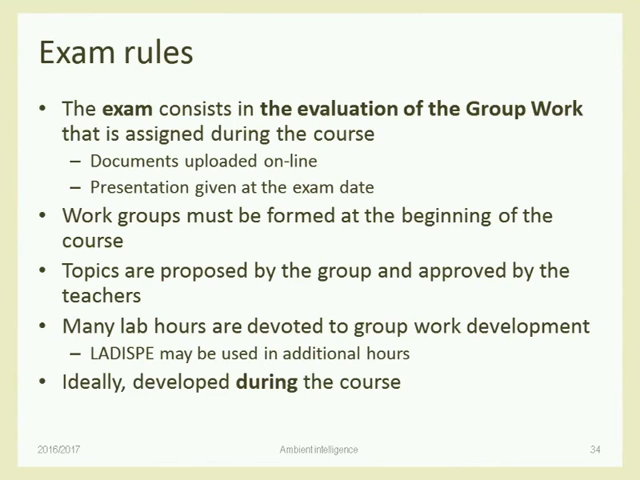 Exam rules
• The exam consists in the evaluation of the Group Work
that is assigned during the course
– Documents uploaded on-line
– Presentation given at the exam date
• Work groups must be formed at the beginning of the
course
• Topics are proposed by the group and approved by the
teachers
• Many lab hours are devoted to group work development
– LADISPE may be used in additional hours
• Ideally, developed during the course
2016/2017 Ambient intelligence 34